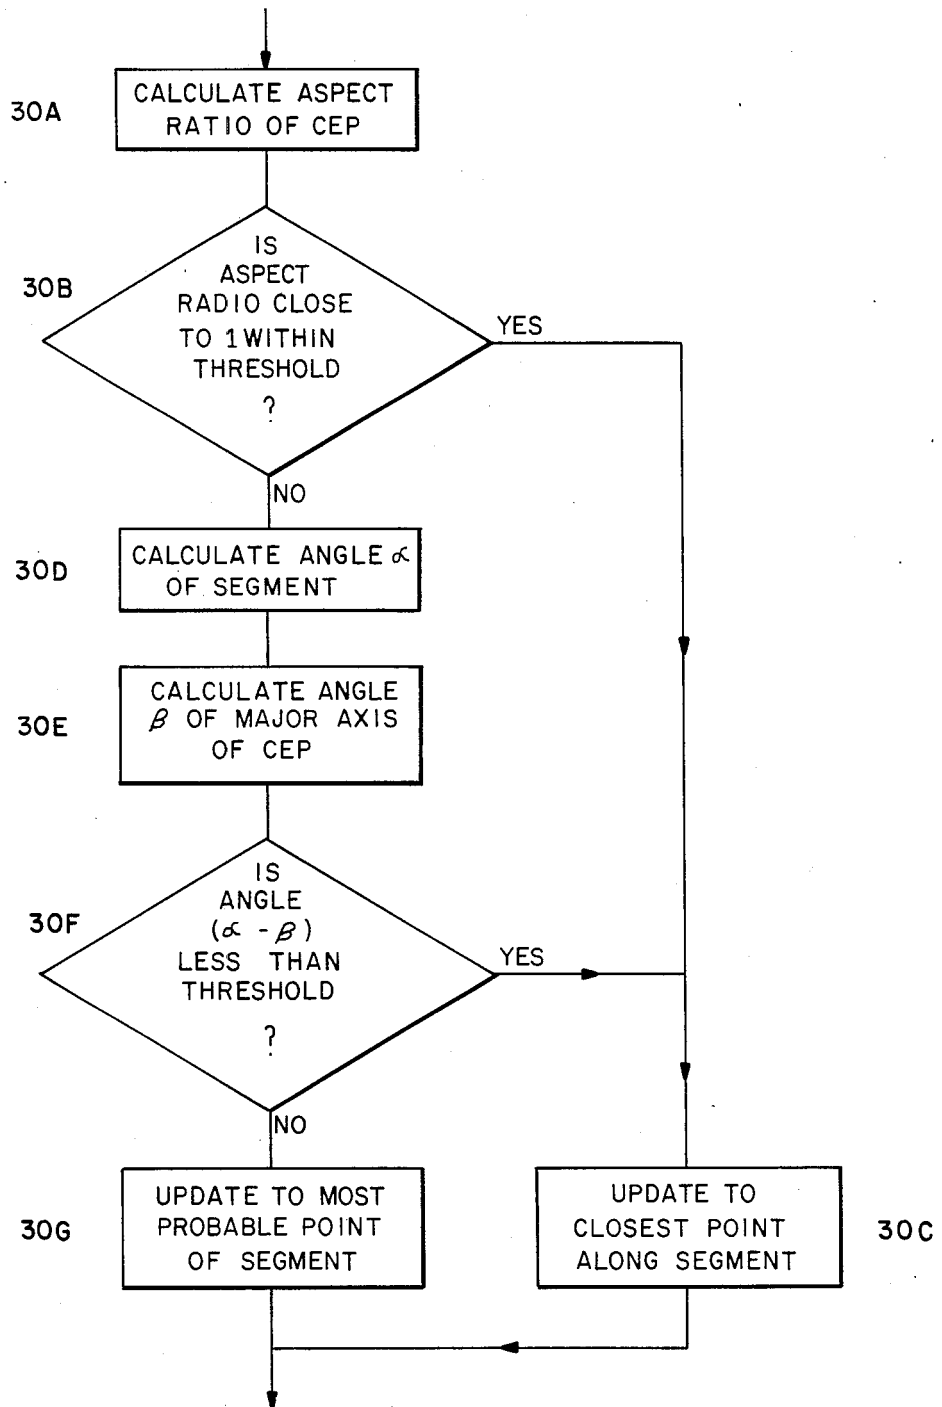 30A
CALCULATE ASPECT
RATIO OF CEP
30B
IS
ASPECT
RADIO CLOSE
TO 1 WITHIN
THRESHOLD
?
YES
NO
30D
CALCULATE ANGLE α
OF SEGMENT
30E
CALCULATE ANGLE
β OF MAJOR AXIS
OF CEP
30F
IS
ANGLE
(α - β)
LESS THAN
THRESHOLD
?
YES
NO
30G
UPDATE TO MOST
PROBABLE POINT
OF SEGMENT
UPDATE TO
CLOSEST POINT
ALONG SEGMENT
30C